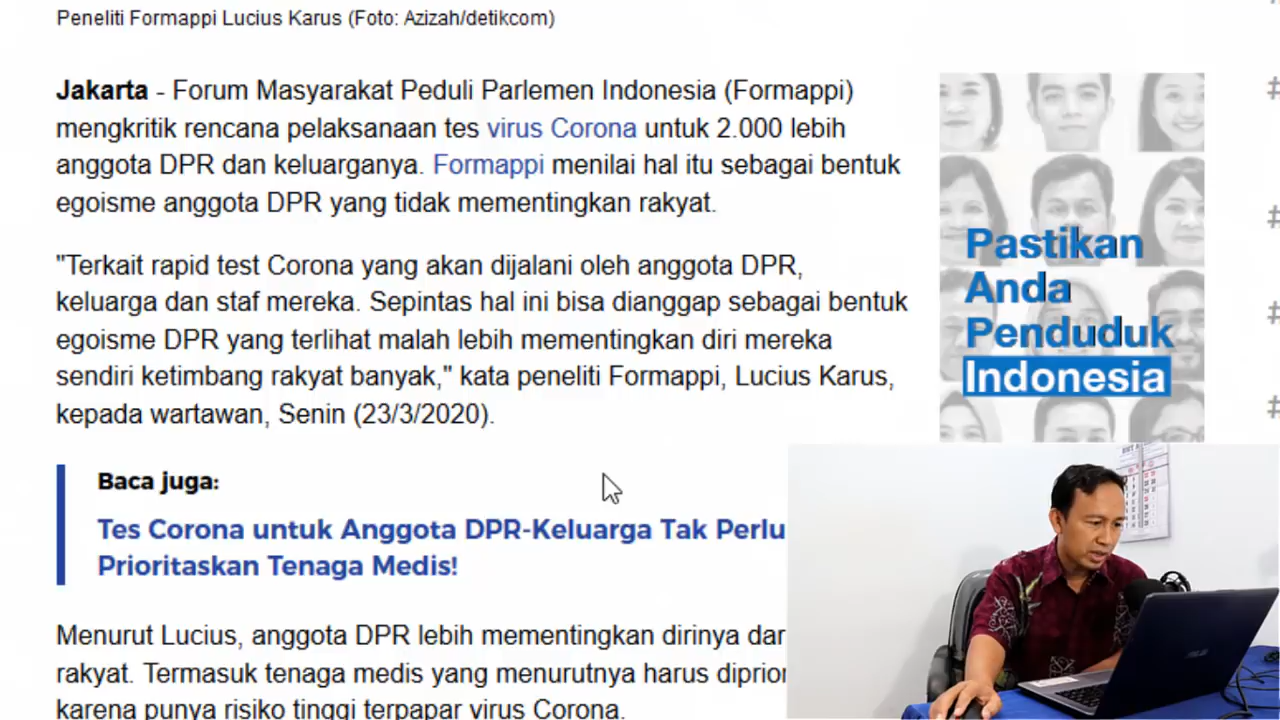 Peneliti Formappi Lucius Karus (Foto: Azizah/detikcom)
Jakarta - Forum Masyarakat Peduli Parlemen Indonesia (Formappi)
mengkritik rencana pelaksanaan tes virus Corona untuk 2.000 lebih
anggota DPR dan keluarganya. Formappi menilai hal itu sebagai bentuk
egoisme anggota DPR yang tidak mementingkan rakyat.
"Terkait rapid test Corona yang akan dijalani oleh anggota DPR,
keluarga dan staf mereka. Sepintas hal ini bisa dianggap sebagai bentuk
egoisme DPR yang terlihat malah lebih mementingkan diri mereka
sendiri ketimbang rakyat banyak," kata peneliti Formappi, Lucius Karus,
kepada wartawan, Senin (23/3/2020).
Baca juga:
Tes Corona untuk Anggota DPR-Keluarga Tak Perlu
Prioritaskan Tenaga Medis!
Menurut Lucius, anggota DPR lebih mementingkan dirinya dar
rakyat. Termasuk tenaga medis yang menurutnya harus diprior
karena punya risiko tinggi terpapar virus Corona.
Pastikan
Anda
Penduduk
Indonesia
#
#
#
#